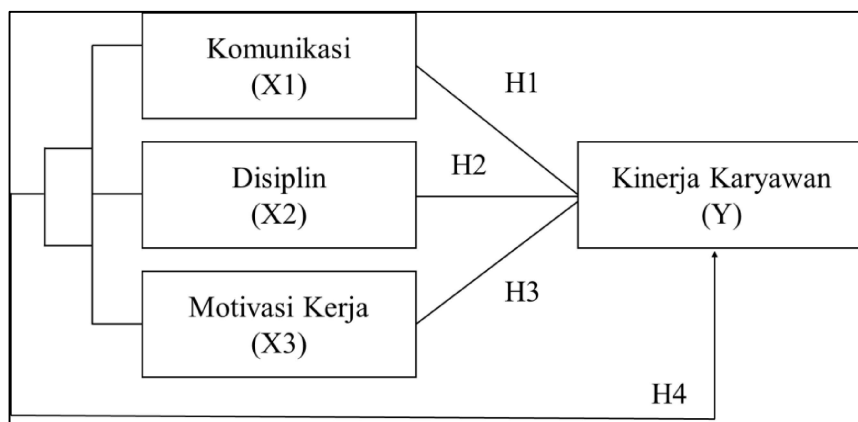 Komunikasi
(X1)
H1
Disiplin
(X2)
H2
Kinerja Karyawan
(Y)
Motivasi Kerja
(X3)
H3
H4